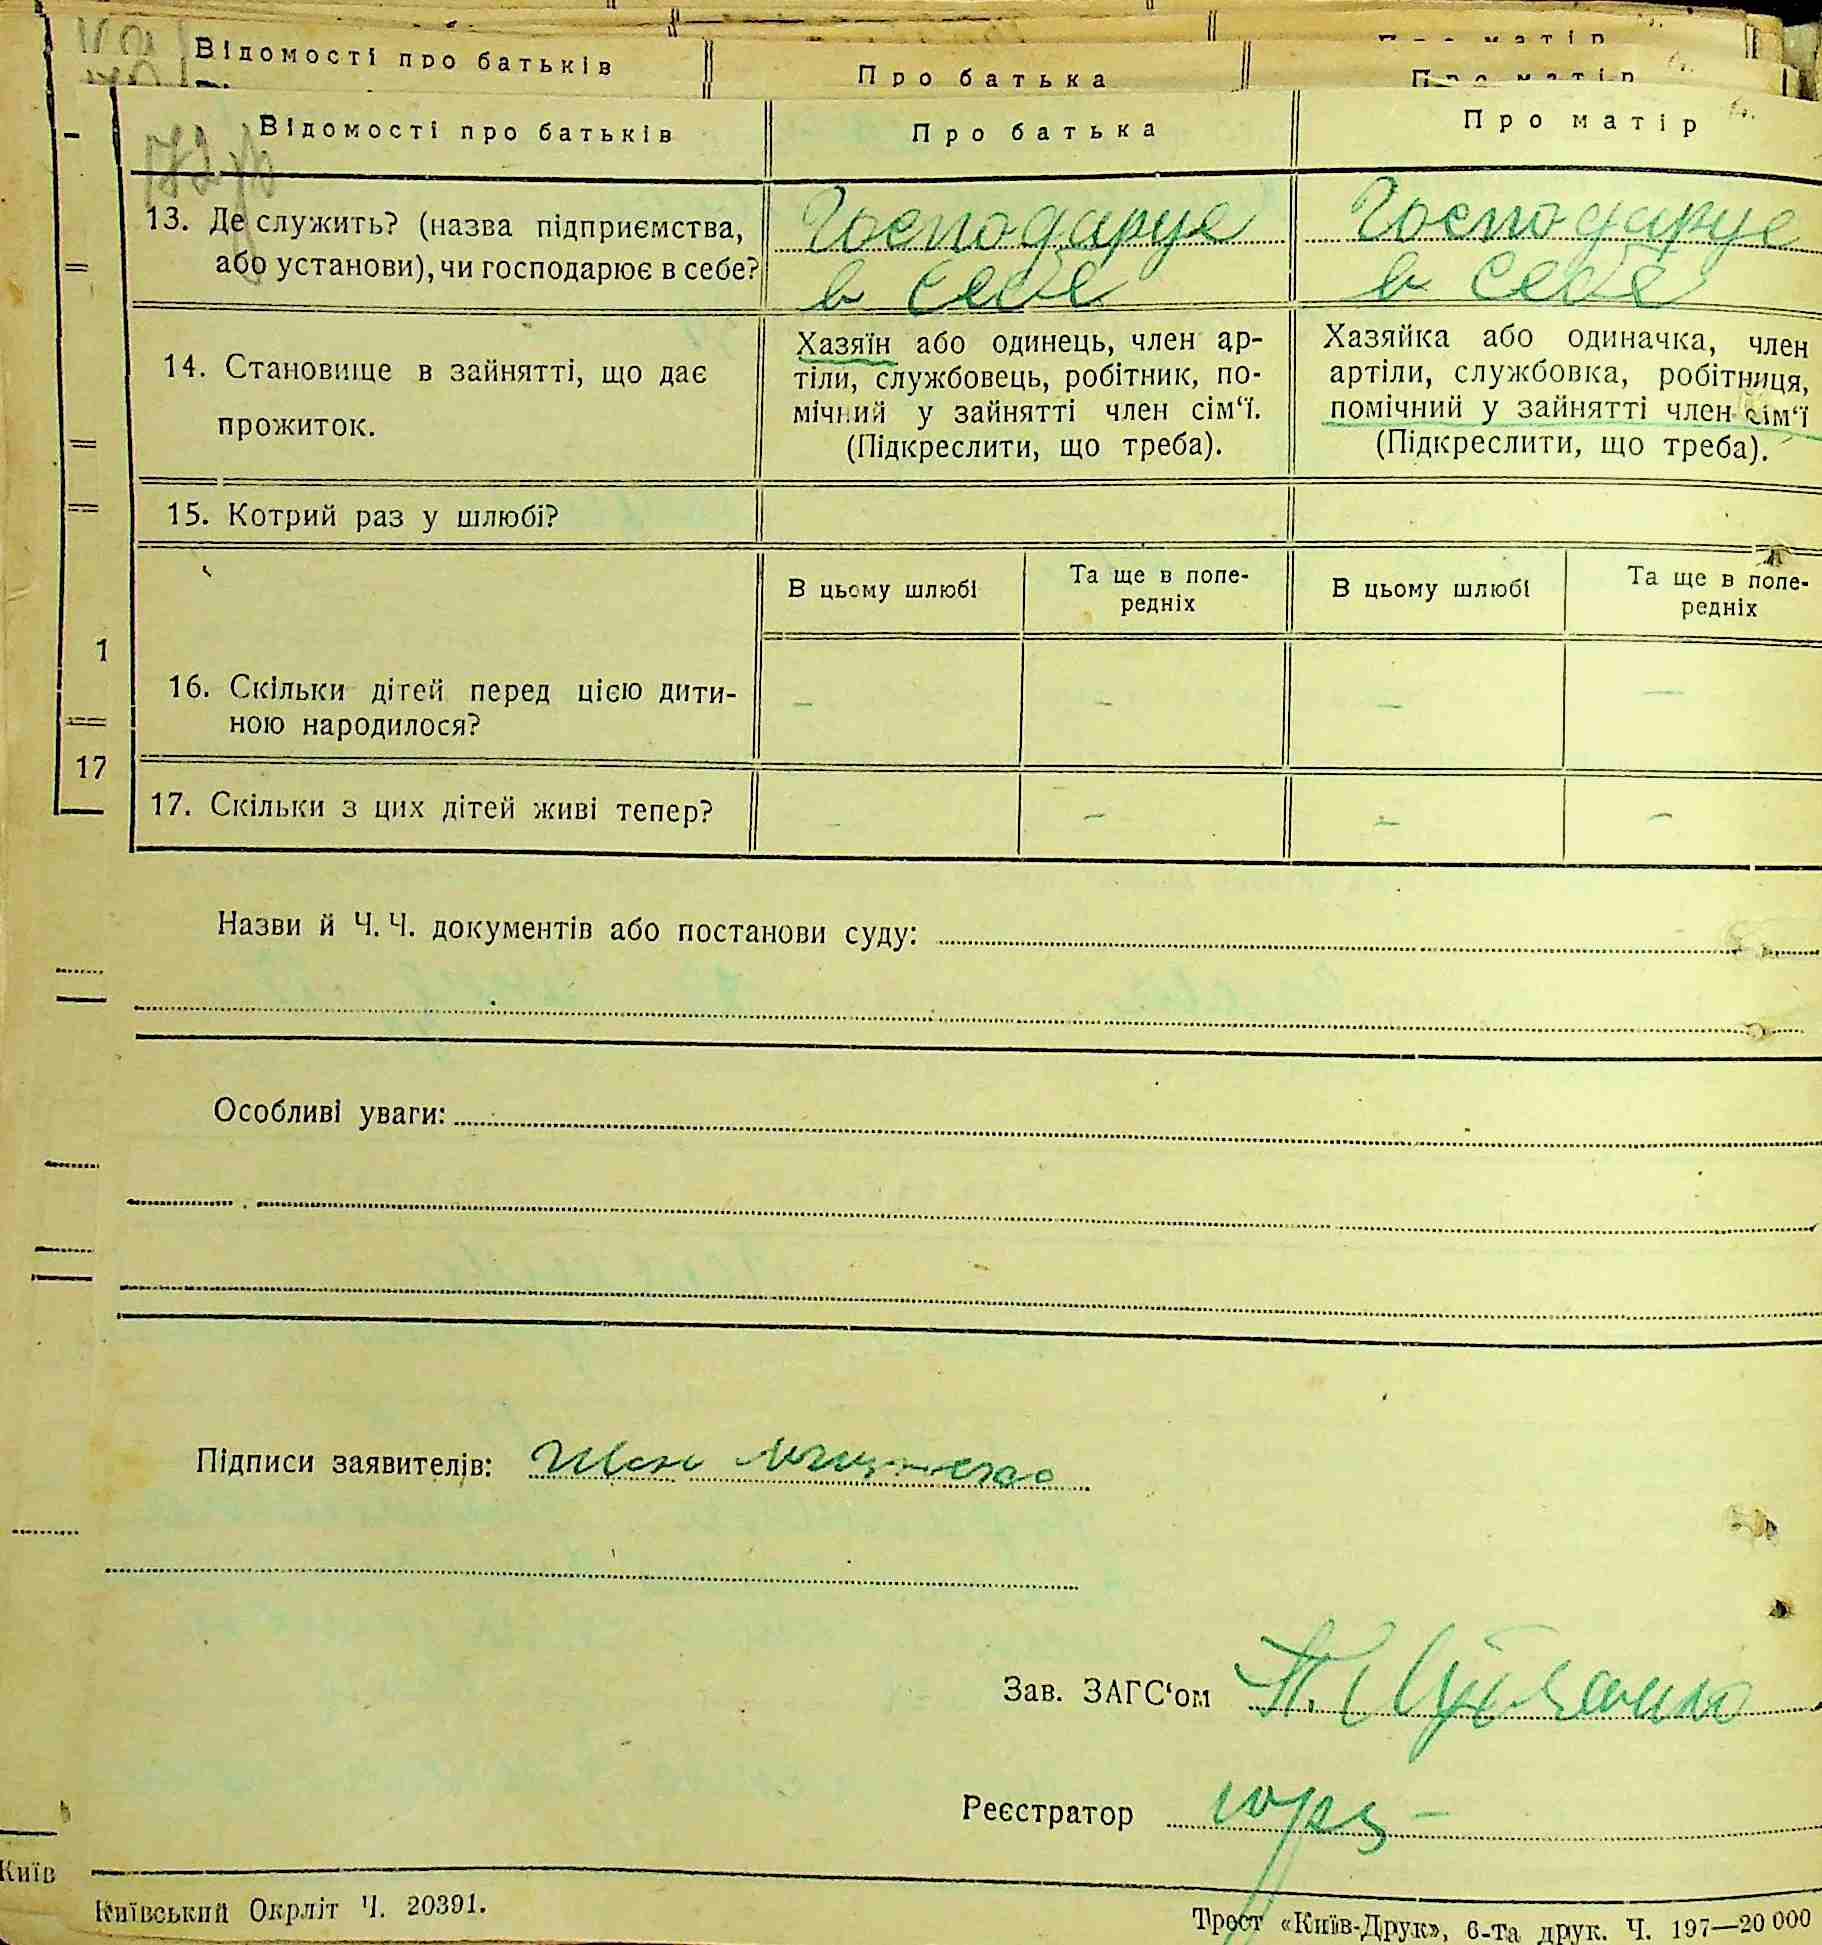 Відомості про батьків Про батька Про матір
Відомості про батьків Про батька Про матір
13. Де служить? (назва підприємства, або установи), чи господарює в себе?
Господарує
в себе
Господарує
в себе
14. Становище в зайнятті, що дає
прожиток.
Хазяїн або одинець, член ар-
тіли, службовець, робітник, по-
мічний у зайнятті член сім‘ї.
(Підкреслити, що треба).
Хазяйка або одиначка, член
артіли, службовка, робітниця,
помічний у зайнятті член сім‘ї
(Підкреслити, що треба).
15. Котрий раз у шлюбі?
В цьому шлюбі
Та ще в попе-
редніх
В цьому шлюбі
Та ще в попе-
редніх
1
16. Скільки дітей перед цією дити-
ною народилося?
– – – –
17
17. Скільки з цих дітей живі тепер?
– – – –
Назви й Ч. Ч. документів або постанови суду:
Особливі уваги:
Підписи заявителів:
Зав. ЗАГС‘ом
Реєстратор
Київ
Київський Окрліт Ч. 20391.
Трест «Київ-Друк», 6-та друк. Ч. 197—20 000